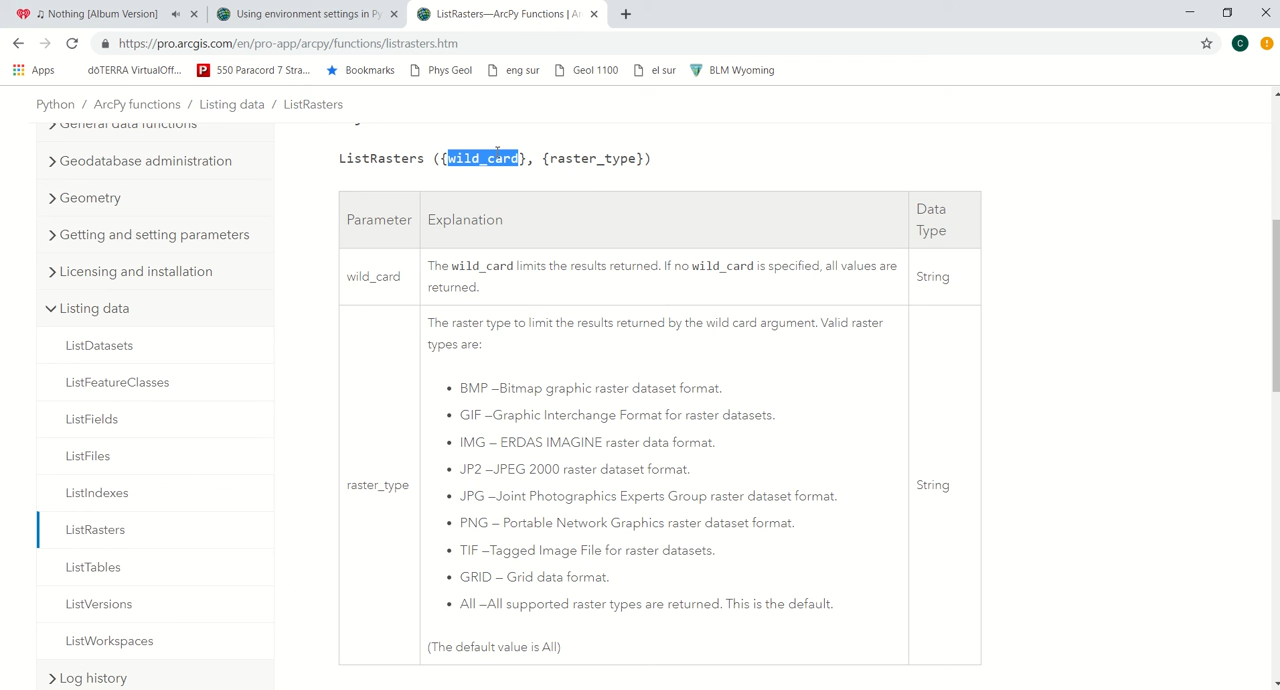 ♫ Nothing [Album Version]
Using environment settings in Py
ListRasters—ArcPy Functions | Ar
https://pro.arcgis.com/en/pro-app/arcpy/functions/listrasters.htm
C
Apps
dōTERRA VirtualOff...
550 Paracord 7 Stra...
Bookmarks
Phys Geol
eng sur
Geol 1100
el sur
BLM Wyoming
Python / ArcPy functions / Listing data / ListRasters
General data functions
Geodatabase administration
Geometry
Getting and setting parameters
Licensing and installation
Listing data
ListDatasets
ListFeatureClasses
ListFields
ListFiles
ListIndexes
ListRasters
ListTables
ListVersions
ListWorkspaces
Log history
ListRasters ({wild_card}, {raster_type})
Parameter
Explanation
Data
Type
wild_card
The wild_card limits the results returned. If no wild_card is specified, all values are
returned.
String
raster_type
The raster type to limit the results returned by the wild card argument. Valid raster
types are:
• BMP —Bitmap graphic raster dataset format.
• GIF —Graphic Interchange Format for raster datasets.
• IMG — ERDAS IMAGINE raster data format.
• JP2 —JPEG 2000 raster dataset format.
• JPG —Joint Photographics Experts Group raster dataset format.
• PNG — Portable Network Graphics raster dataset format.
• TIF —Tagged Image File for raster datasets.
• GRID — Grid data format.
• All —All supported raster types are returned. This is the default.
(The default value is All)
String